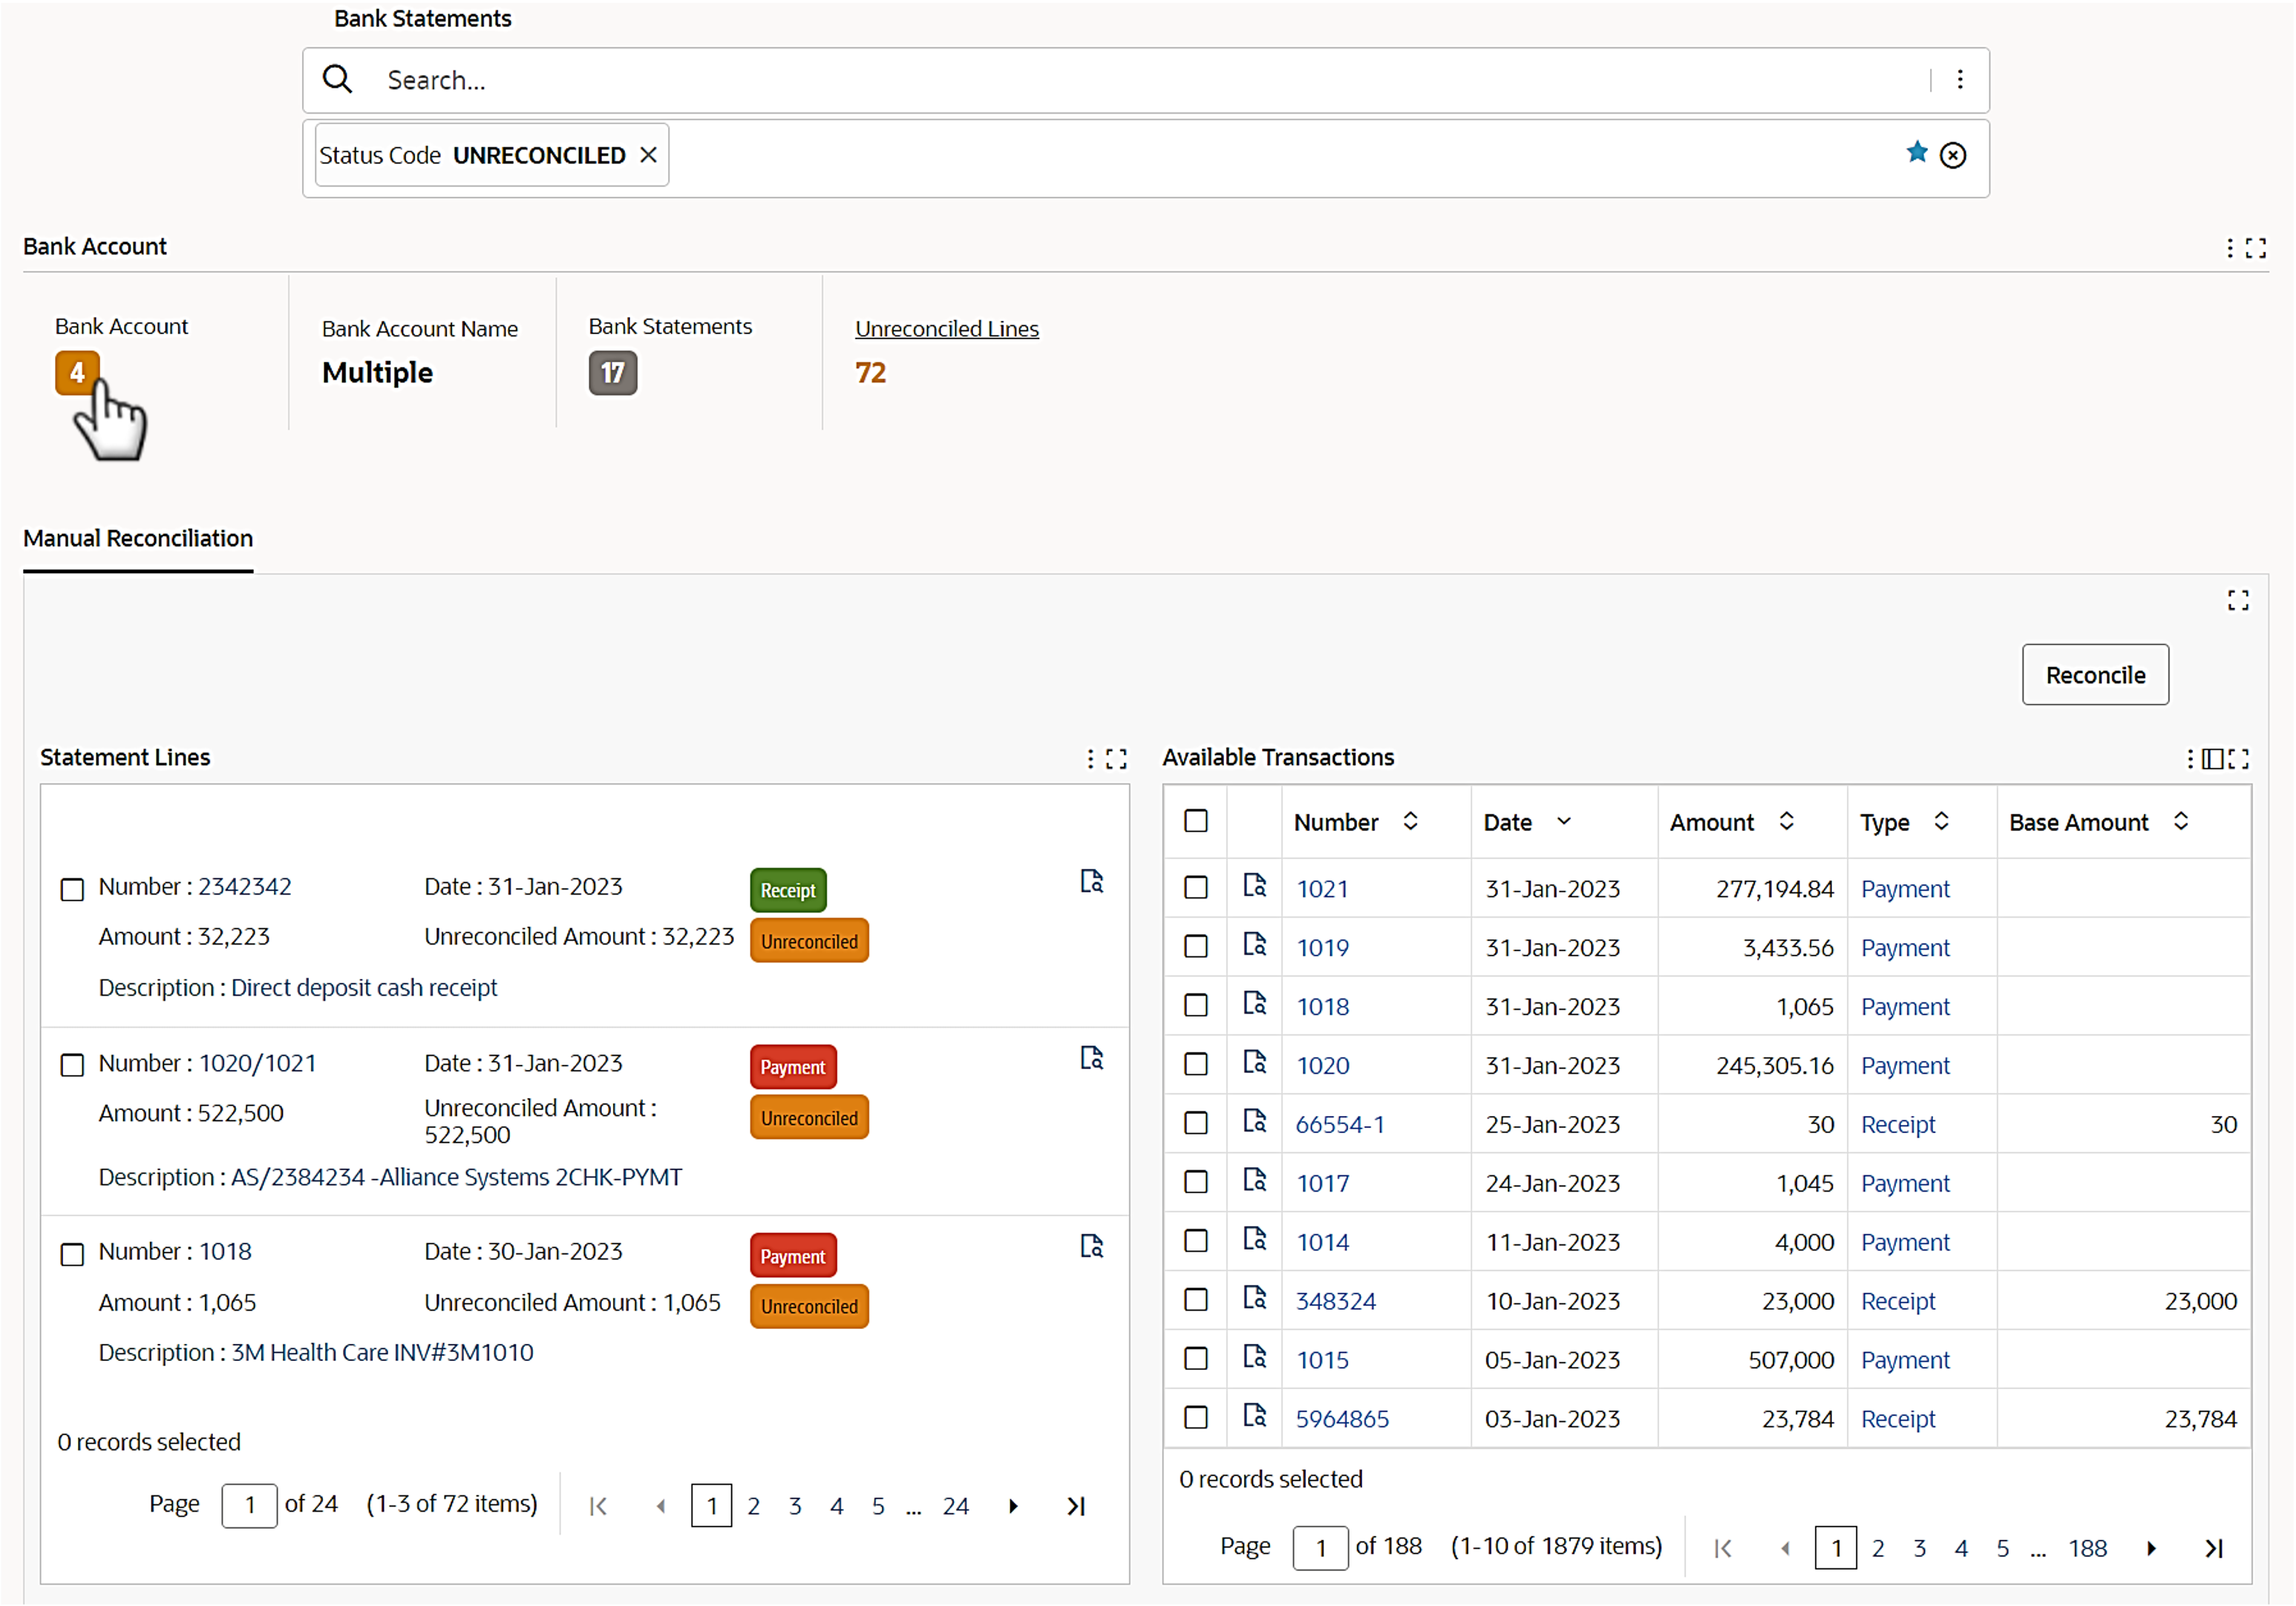 Bank Statements
Search...
Status Code UNRECONCILED
Bank Account
Bank Account Bank Account Name Bank Statements Unreconciled Lines
4 Multiple 17 72
Manual Reconciliation
Reconcile
Statement Lines
Number : 2342342 Date : 31-Jan-2023 Receipt
Amount : 32,223 Unreconciled Amount : 32,223 Unreconciled
Description : Direct deposit cash receipt
Number : 1020/1021 Date : 31-Jan-2023 Payment
Amount : 522,500 Unreconciled Amount : Unreconciled
522,500
Description : AS/2384234 -Alliance Systems 2CHK-PYMT
Number : 1018 Date : 30-Jan-2023 Payment
Amount : 1,065 Unreconciled Amount : 1,065 Unreconciled
Description : 3M Health Care INV#3M1010
0 records selected
Page 1 of 24 (1-3 of 72 items) 1 2 3 4 5 ... 24
Available Transactions
Number Date Amount Type Base Amount
1021 31-Jan-2023 277,194.84 Payment
1019 31-Jan-2023 3,433.56 Payment
1018 31-Jan-2023 1,065 Payment
1020 31-Jan-2023 245,305.16 Payment
66554-1 25-Jan-2023 30 Receipt 30
1017 24-Jan-2023 1,045 Payment
1014 11-Jan-2023 4,000 Payment
348324 10-Jan-2023 23,000 Receipt 23,000
1015 05-Jan-2023 507,000 Payment
5964865 03-Jan-2023 23,784 Receipt 23,784
0 records selected
Page 1 of 188 (1-10 of 1879 items) 1 2 3 4 5 ... 188